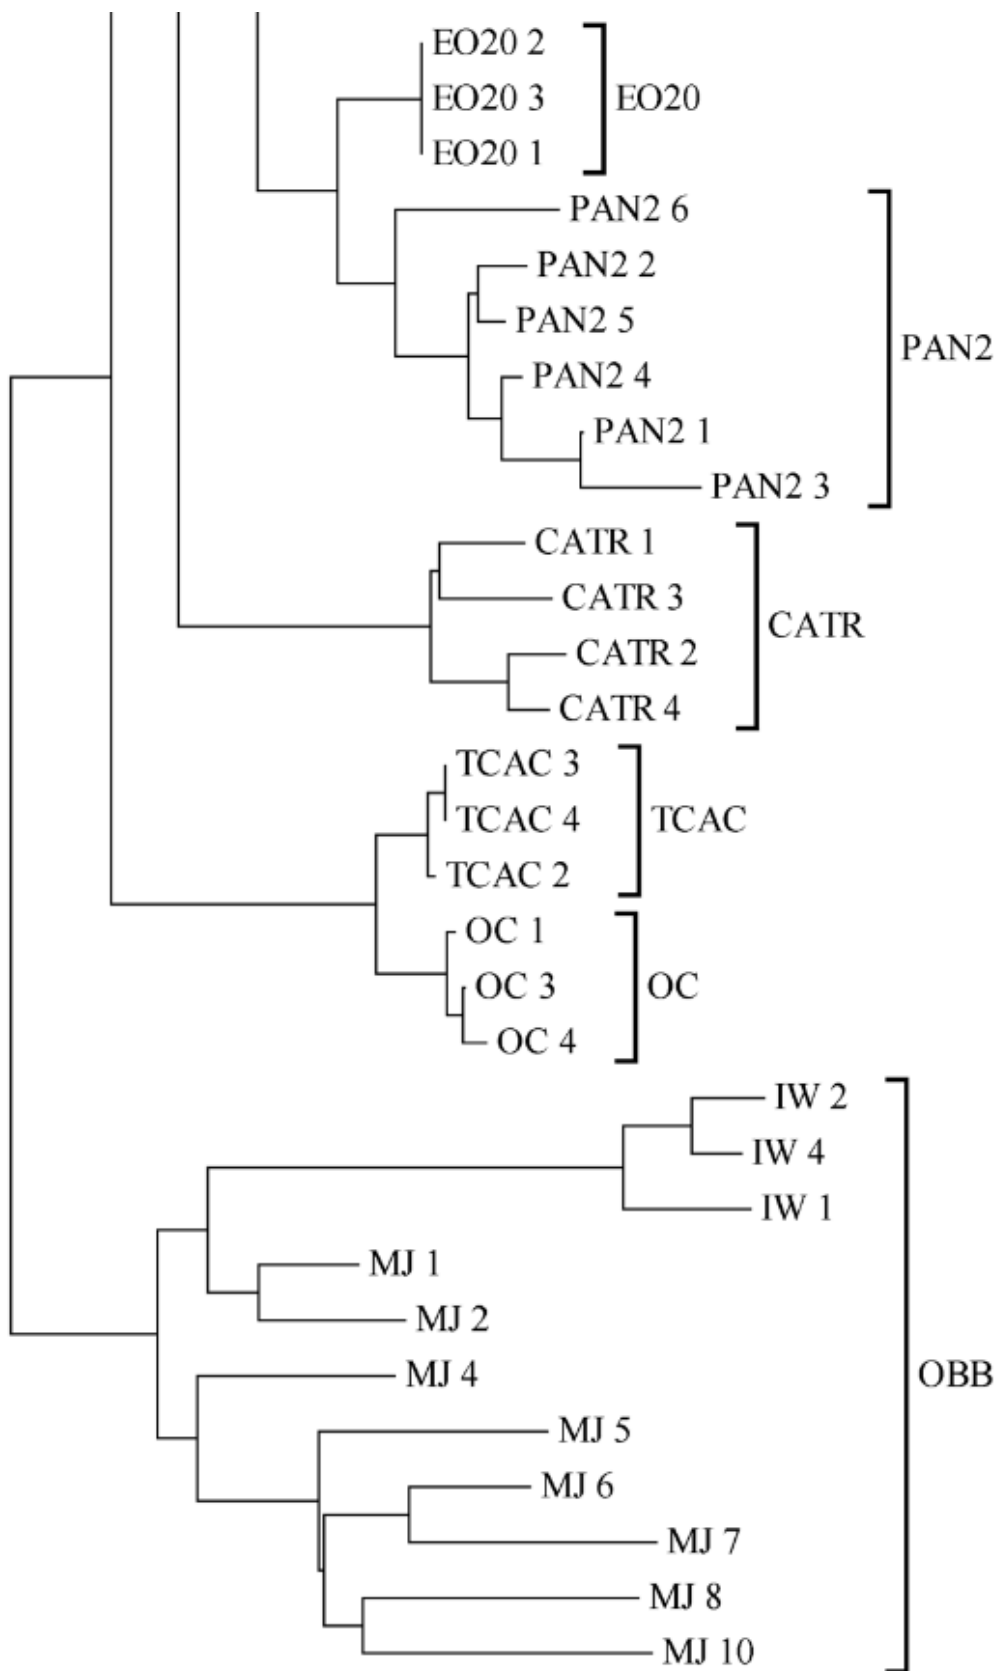 EO20 2
EO20 3
EO20
EO20 1
PAN2 6
PAN2 2
PAN2 5
PAN2
PAN2 4
PAN2 1
PAN2 3
CATR 1
CATR 3
CATR
CATR 2
CATR 4
TCAC 3
TCAC 4
TCAC
TCAC 2
OC 1
OC 3
OC
OC 4
IW 2
IW 4
IW 1
MJ 1
MJ 2
MJ 4
OBB
MJ 5
MJ 6
MJ 7
MJ 8
MJ 10